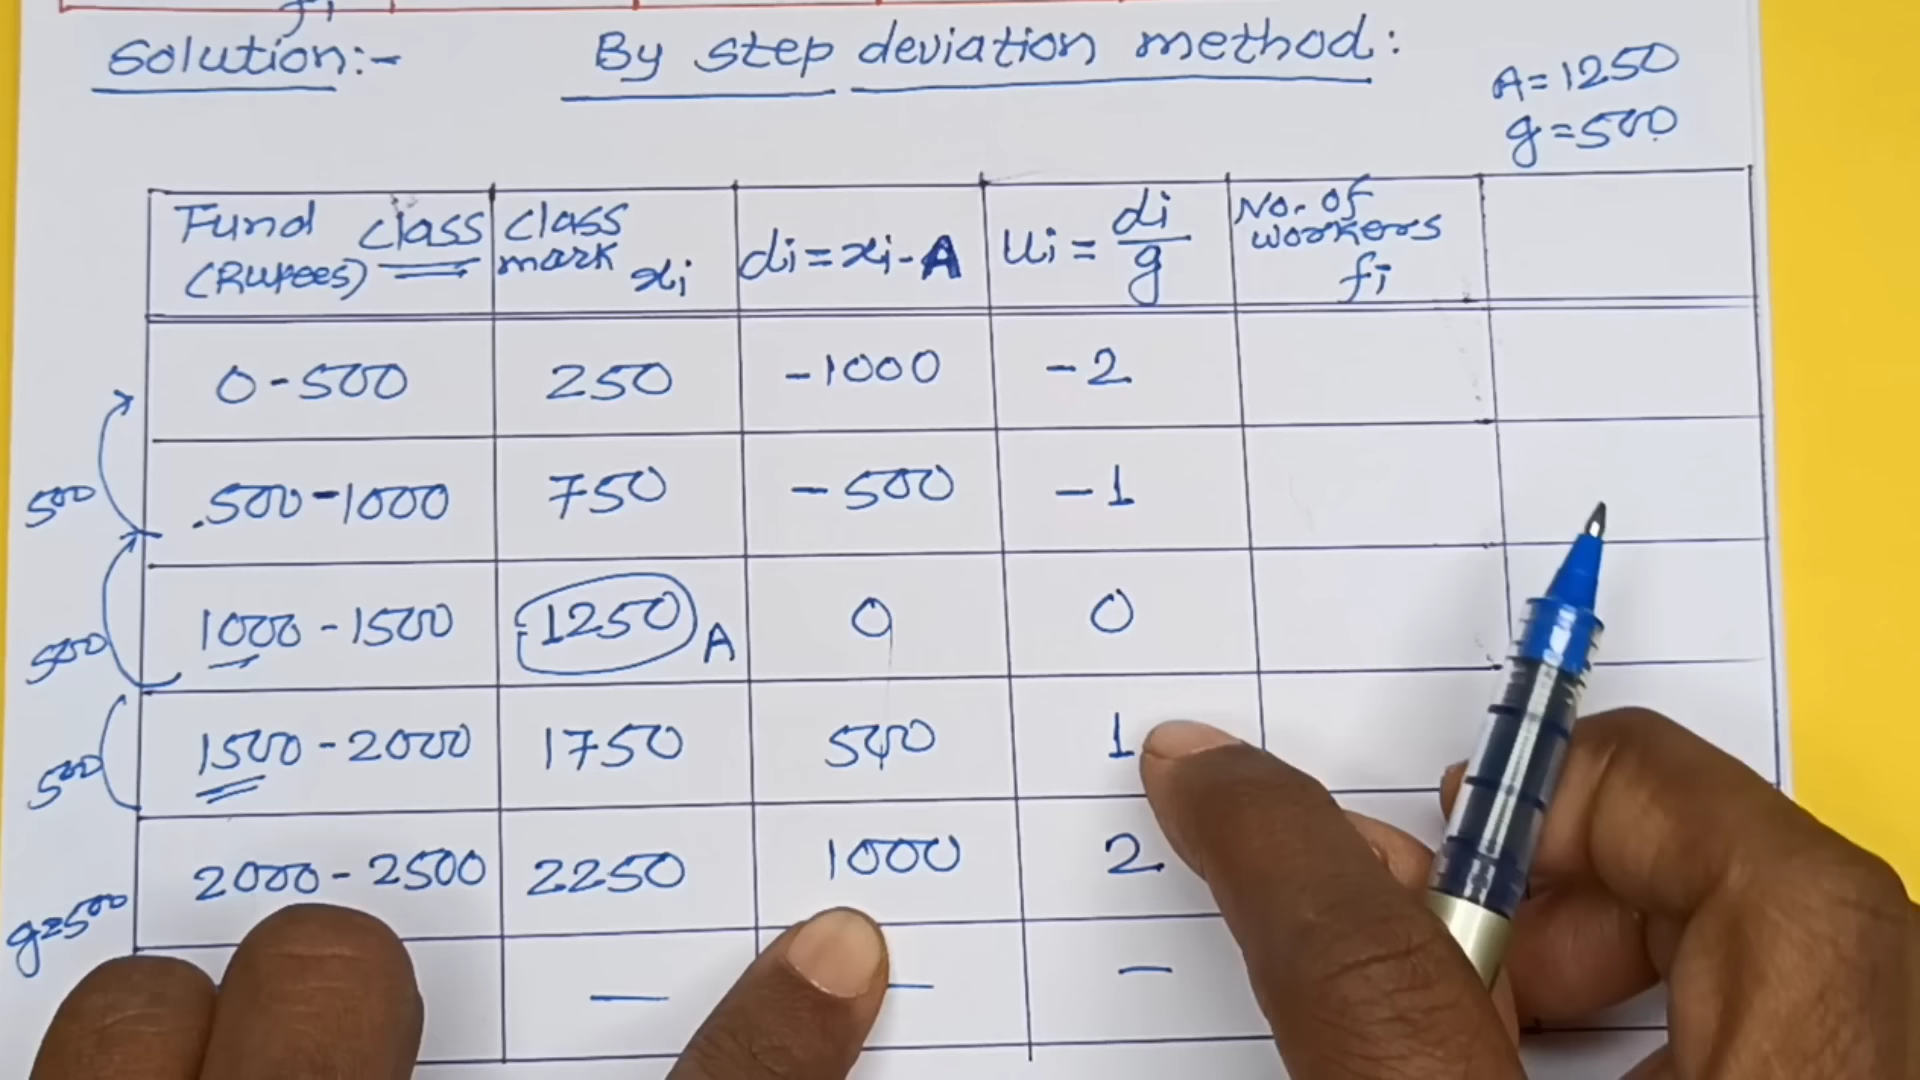 Solution:- By step deviation method:
A=1250
g=500
Fund class
(Rupees)
class
mark xi
di=xi-A
ui = di/g
No. of
workers
fi
0-500 250 -1000 -2
500-1000 750 -500 -1
1000-1500 1250 A 0 0
1500-2000 1750 500 1
2000-2500 2250 1000 2
— — —
500
500
500
g=500